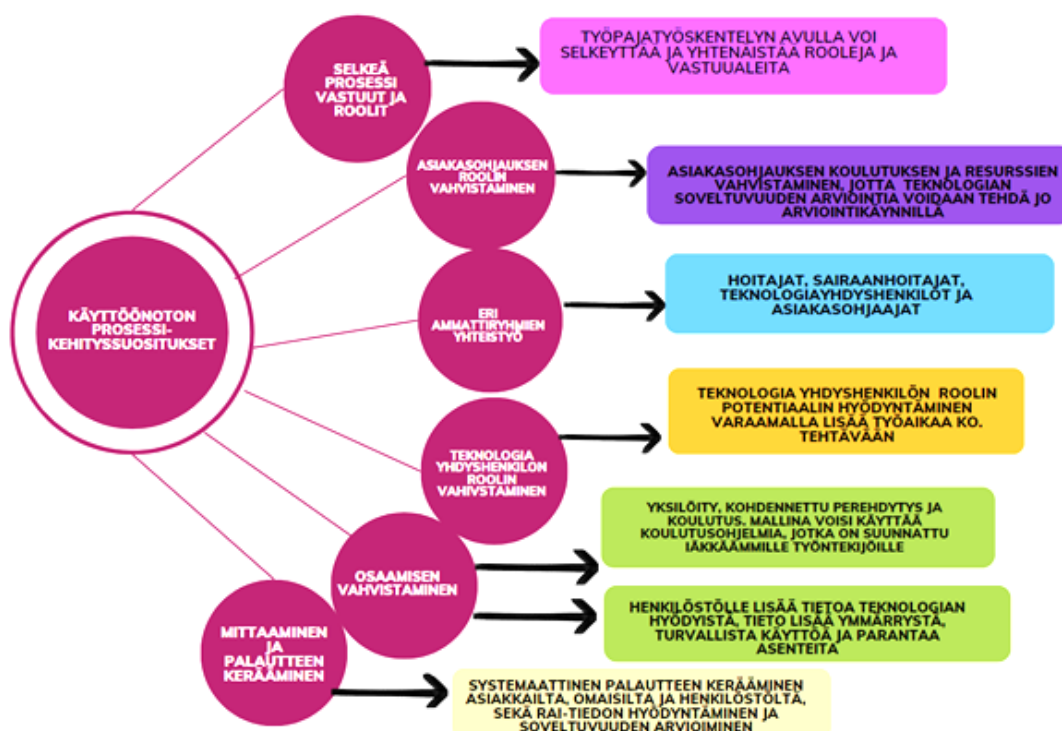 KÄYTTÖÖNOTON
PROSESSI-
KEHITYSSUOSITUKSET
SELKEÄ
PROSESSI
VASTUUT JA
ROOLIT
TYÖPAJATYÖSKENTELYN AVULLA VOI
SELKEYTTÄÄ JA YHTENÄISTÄÄ ROOLEJA JA
VASTUUALEITA
ASIAKASOHJAUKSEN
ROOLIN
VAHVISTAMINEN
ASIAKASOHJAUKSEN KOULUTUKSEN JA RESURSSIEN
VAHVISTAMINEN, JOTTA TEKNOLOGIAN
SOVELTUVUUDEN ARVIOINTIA VOIDAAN TEHDÄ JO
ARVIOINTIKÄYNNILLÄ
ERI
AMMATTIRYHMIEN
YHTEISTYÖ
HOITAJAT, SAIRAANHOITAJAT,
TEKNOLOGIAYHDYSHENKILÖT JA
ASIAKASOHJAAJAT
TEKNOLOGIA
YHDYSHENKILÖN
ROOLIN
VAHIVSTAMINEN
TEKNOLOGIA YHDYSHENKILÖN ROOLIN
POTENTIAALIN HYÖDYNTÄMINEN
VARAAMALLA LISÄÄ TYÖAIKAA KO.
TEHTÄVÄÄN
OSAAMISEN
VAHVISTAMINEN
YKSILÖITY, KOHDENNETTU PEREHDYTYS JA
KOULUTUS. MALLINA VOISI KÄYTTÄÄ
KOULUTUSOHJELMIA, JOTKA ON SUUNNATTU
IÄKKÄÄMMILLE TYÖNTEKIJÖILLE
HENKILÖSTÖLLE LISÄÄ TIETOA TEKNOLOGIAN
HYÖDYISTÄ, TIETO LISÄÄ YMMÄRRYSTÄ,
TURVALLISTA KÄYTTÖÄ JA PARANTAA
ASENTEITA
MITTAAMINEN
JA
PALAUTTEEN
KERÄÄMINEN
SYSTEMAATTINEN PALAUTTEEN KERÄÄMINEN
ASIAKKAILTA, OMAISILTA JA HENKILÖSTÖLTÄ,
SEKÄ RAI-TIEDON HYÖDYNTÄMINEN JA
SOVELTUVUUDEN ARVIOIMINEN